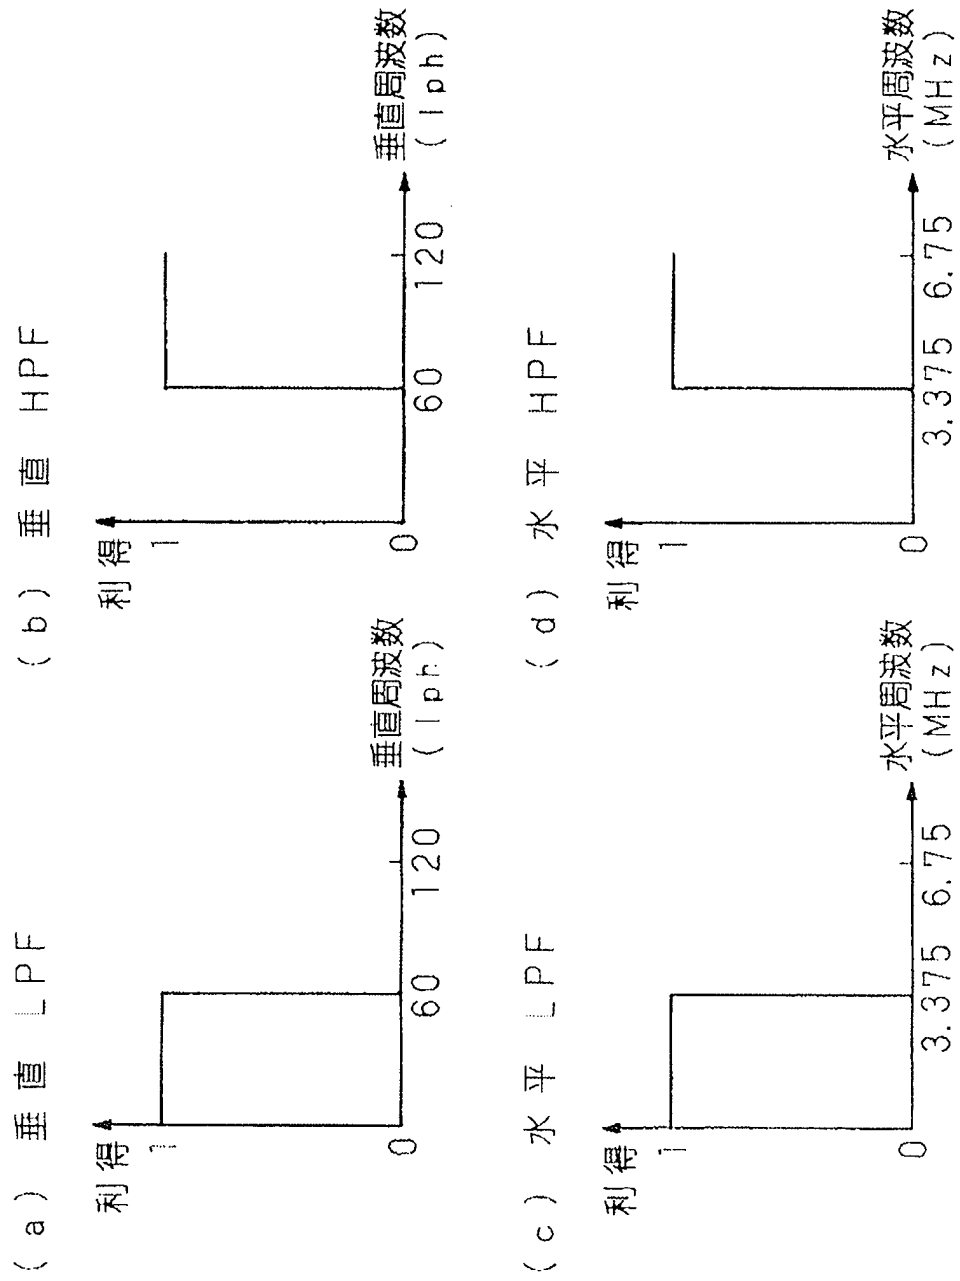 (a) 垂直 LPF
利得
1
0
60
120
垂直周波数
(lph)
(b) 垂直 HPF
利得
1
0
60
120
垂直周波数
(lph)
(c) 水平 LPF
利得
1
0
3.375
6.75
水平周波数
(MHz)
(d) 水平 HPF
利得
1
0
3.375
6.75
水平周波数
(MHz)